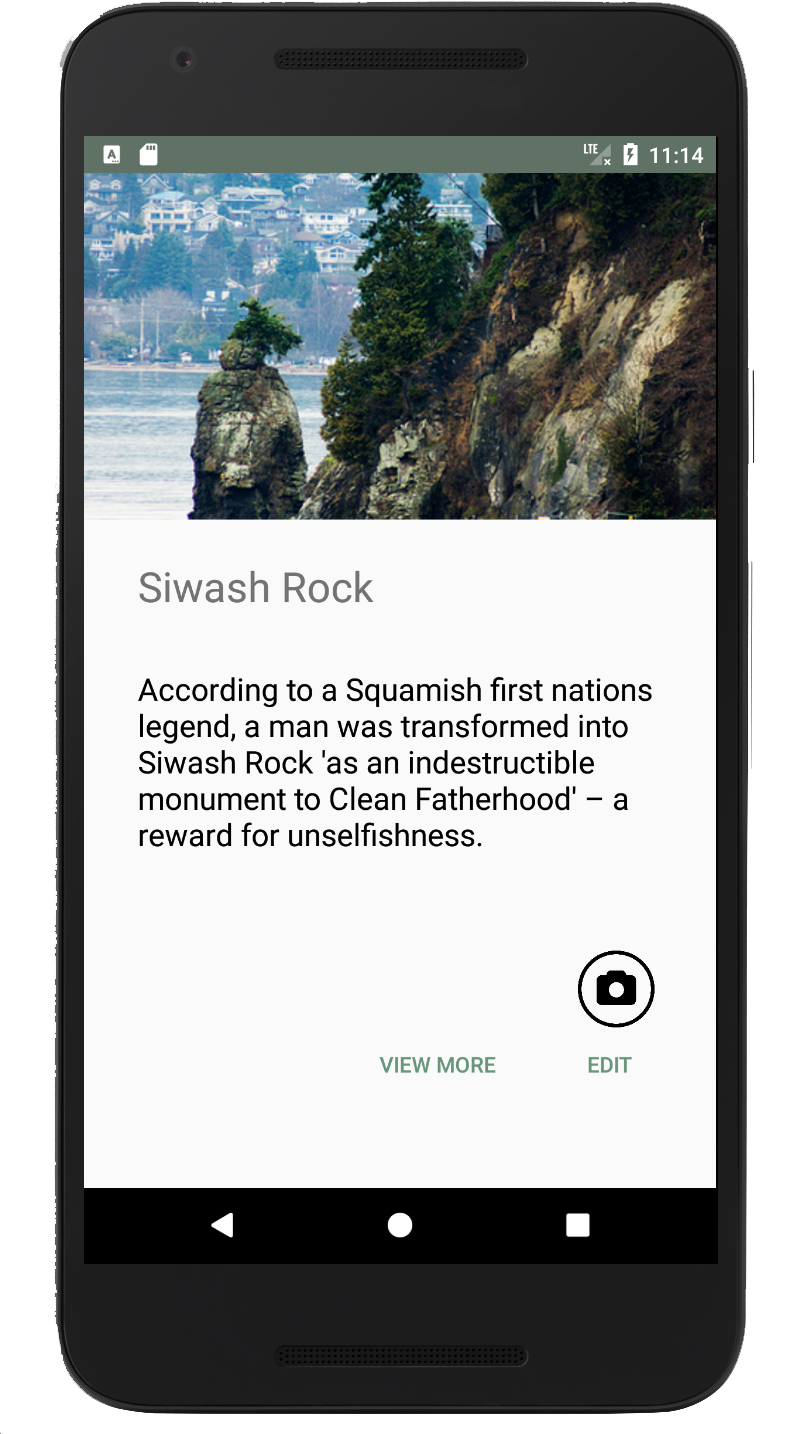 A
LTE
11:14
Siwash Rock
According to a Squamish first nations
legend, a man was transformed into
Siwash Rock 'as an indestructible
monument to Clean Fatherhood' – a
reward for unselfishness.
VIEW MORE EDIT